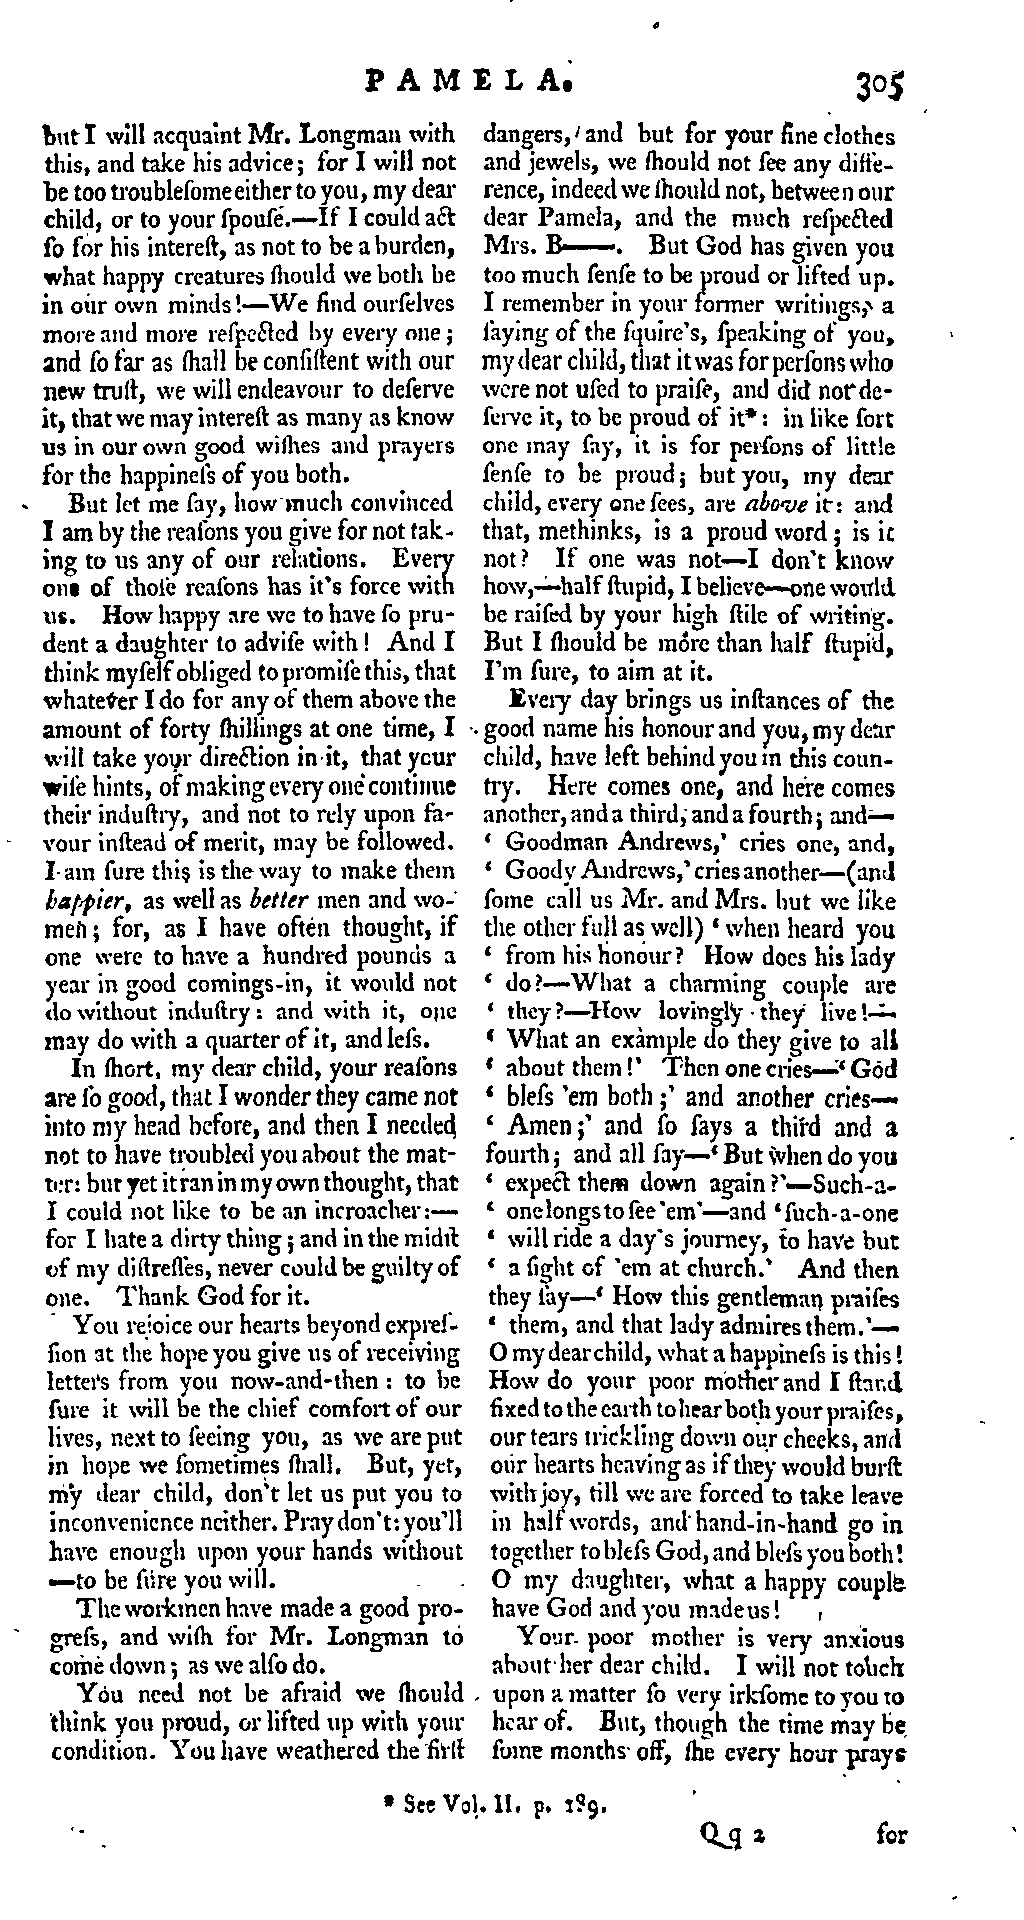 PAMELA.
305
but I will acquaint Mr. Longman with
this, and take his advice; for I will not
be too troubleſome either to you, my dear
child, or to your ſpouſe.—If I could act
ſo for his intereſt, as not to be a burden,
what happy creatures ſhould we both be
in our own minds!—We find ourſelves
more and more reſpected by every one;
and ſo far as ſhall be conſiſtent with our
new truſt, we will endeavour to deſerve
it, that we may intereſt as many as know
us in our own good wiſhes and prayers
for the happineſs of you both.
But let me ſay, how much convinced
I am by the reaſons you give for not tak-
ing to us any of our relations. Every
one of thoſe reaſons has it's force with
us. How happy are we to have ſo pru-
dent a daughter to adviſe with! And I
think myſelf obliged to promiſe this, that
whatever I do for any of them above the
amount of forty ſhillings at one time, I
will take your direction in it, that your
wiſe hints, of making every one continue
their induſtry, and not to rely upon fa-
vour inſtead of merit, may be followed.
I am ſure this is the way to make them
happier, as well as better men and wo-
men; for, as I have often thought, if
one were to have a hundred pounds a
year in good comings-in, it would not
do without induſtry: and with it, one
may do with a quarter of it, and leſs.
In ſhort, my dear child, your reaſons
are ſo good, that I wonder they came not
into my head before, and then I needed
not to have troubled you about the mat-
ter: but yet it ran in my own thought, that
I could not like to be an incroacher:—
for I hate a dirty thing; and in the midſt
of my diſtreſſes, never could be guilty of
one. Thank God for it.
You rejoice our hearts beyond expreſ-
ſion at the hope you give us of receiving
letters from you now-and-then: to be
ſure it will be the chief comfort of our
lives, next to ſeeing you, as we are put
in hope we ſometimes ſhall. But, yet,
my dear child, don't let us put you to
inconvenience neither. Pray don't: you'll
have enough upon your hands without
—to be ſure you will.
The workmen have made a good pro-
greſs, and wiſh for Mr. Longman to
come down; as we alſo do.
You need not be afraid we ſhould
think you proud, or lifted up with your
condition. You have weathered the firſt
dangers, and but for your fine clothes
and jewels, we ſhould not ſee any diffe-
rence, indeed we ſhould not, between our
dear Pamela, and the much reſpected
Mrs. B——. But God has given you
too much ſenſe to be proud or lifted up.
I remember in your former writings, a
ſaying of the ſquire's, ſpeaking of you,
my dear child, that it was for perſons who
were not uſed to praiſe, and did not de-
ſerve it, to be proud of it*: in like ſort
one may ſay, it is for perſons of little
ſenſe to be proud; but you, my dear
child, every one ſees, are above it: and
that, methinks, is a proud word; is it
not? If one was not—I don't know
how,—half ſtupid, I believe—one would
be raiſed by your high ſtile of writing.
But I ſhould be more than half ſtupid,
I'm ſure, to aim at it.
Every day brings us inſtances of the
good name his honour and you, my dear
child, have left behind you in this coun-
try. Here comes one, and here comes
another, and a third, and a fourth; and—
‘ Goodman Andrews,’ cries one, and,
‘ Goody Andrews,’ cries another—(and
ſome call us Mr. and Mrs. but we like
the other full as well) ‘ when heard you
‘ from his honour? How does his lady
‘ do?—What a charming couple are
‘ they?—How lovingly they live!—
‘ What an example do they give to all
‘ about them!’ Then one cries—‘ God
‘ bleſs 'em both;’ and another cries—
‘ Amen;’ and ſo ſays a third and a
fourth; and all ſay—‘ But when do you
‘ expect them down again?’—Such-a-
‘ one longs to ſee 'em’—and ‘ ſuch-a-one
‘ will ride a day's journey, to have but
‘ a ſight of 'em at church.’ And then
they ſay—‘ How this gentleman praiſes
‘ them, and that lady admires them.’—
O my dear child, what a happineſs is this!
How do your poor mother and I ſtand
fixed to the earth to hear both your praiſes,
our tears trickling down our cheeks, and
our hearts heaving as if they would burſt
with joy, till we are forced to take leave
in half words, and hand-in-hand go in
together to bleſs God, and bleſs you both!
O my daughter, what a happy couple
have God and you made us!
Your poor mother is very anxious
about her dear child. I will not touch
upon a matter ſo very irkſome to you to
hear of. But, though the time may be
ſome months off, ſhe every hour prays
* See Vol. II. p. 189.
Qq 2
for